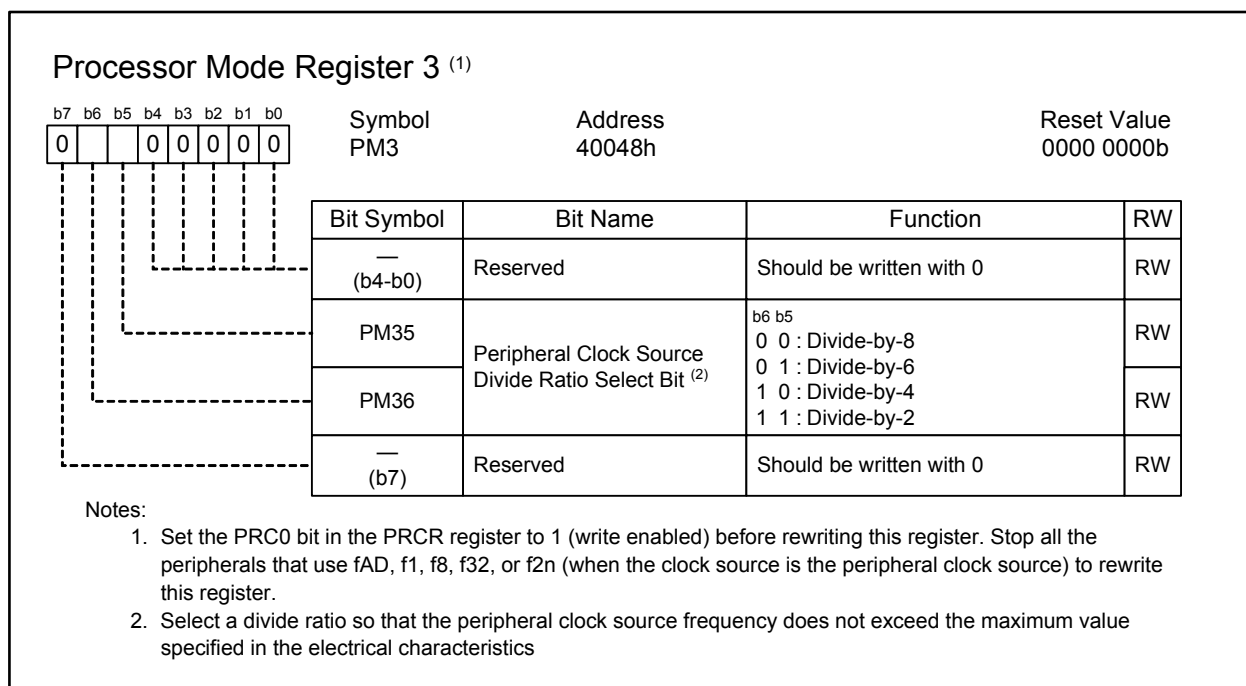 Processor Mode Register 3 (1)
b7 b6 b5 b4 b3 b2 b1 b0
0 0 0 0 0 0
Symbol Address Reset Value
PM3 40048h 0000 0000b
Bit Symbol Bit Name Function RW
— (b4-b0) Reserved Should be written with 0 RW
PM35 Peripheral Clock Source Divide Ratio Select Bit (2) b6 b5 RW
0 0 : Divide-by-8
0 1 : Divide-by-6
PM36 1 0 : Divide-by-4 RW
1 1 : Divide-by-2
— (b7) Reserved Should be written with 0 RW
Notes:
1. Set the PRC0 bit in the PRCR register to 1 (write enabled) before rewriting this register. Stop all the
peripherals that use fAD, f1, f8, f32, or f2n (when the clock source is the peripheral clock source) to rewrite
this register.
2. Select a divide ratio so that the peripheral clock source frequency does not exceed the maximum value
specified in the electrical characteristics